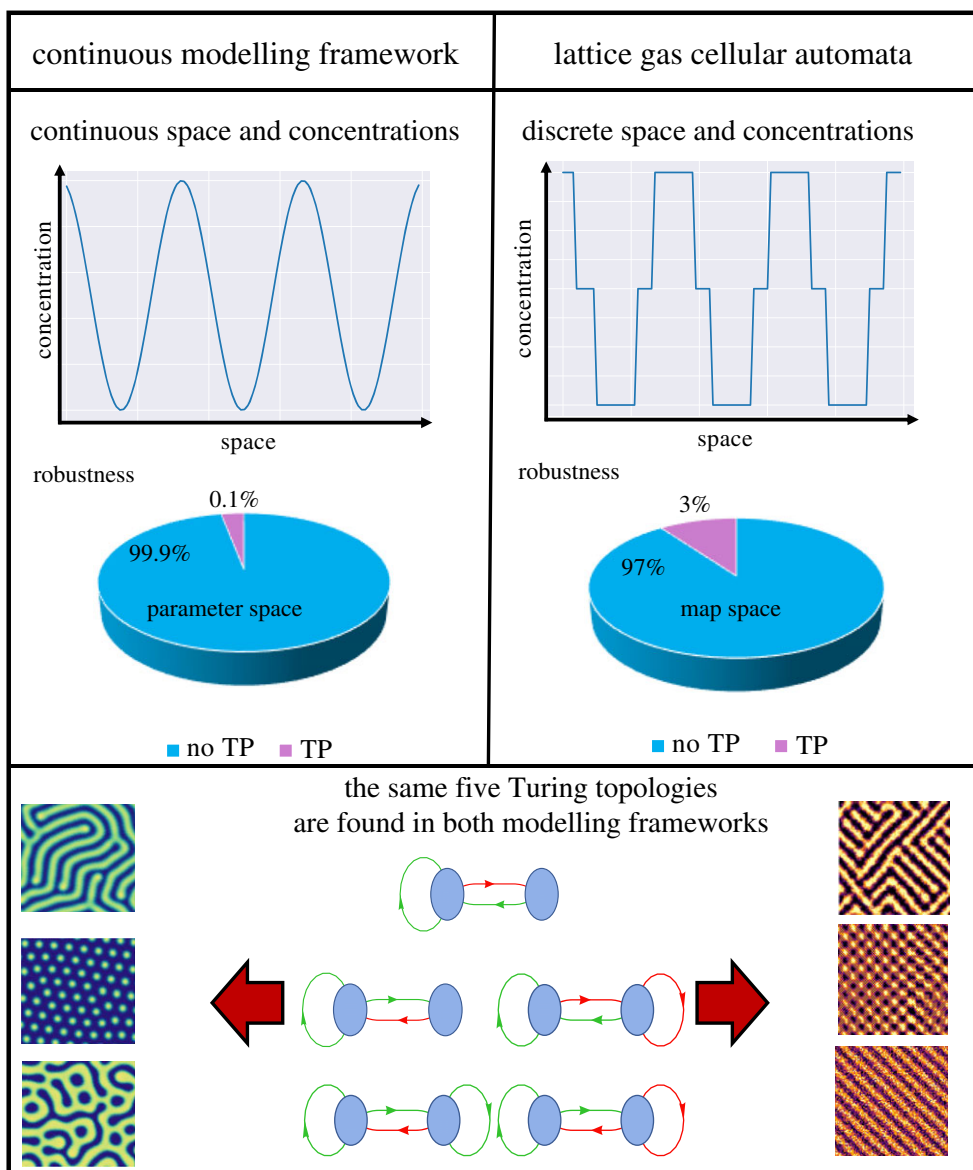 continuous modelling framework
lattice gas cellular automata
continuous space and concentrations
concentration
space
robustness
0.1%
99.9%
parameter space
no TP
TP
discrete space and concentrations
concentration
space
robustness
3%
97%
map space
no TP
TP
the same five Turing topologies
are found in both modelling frameworks